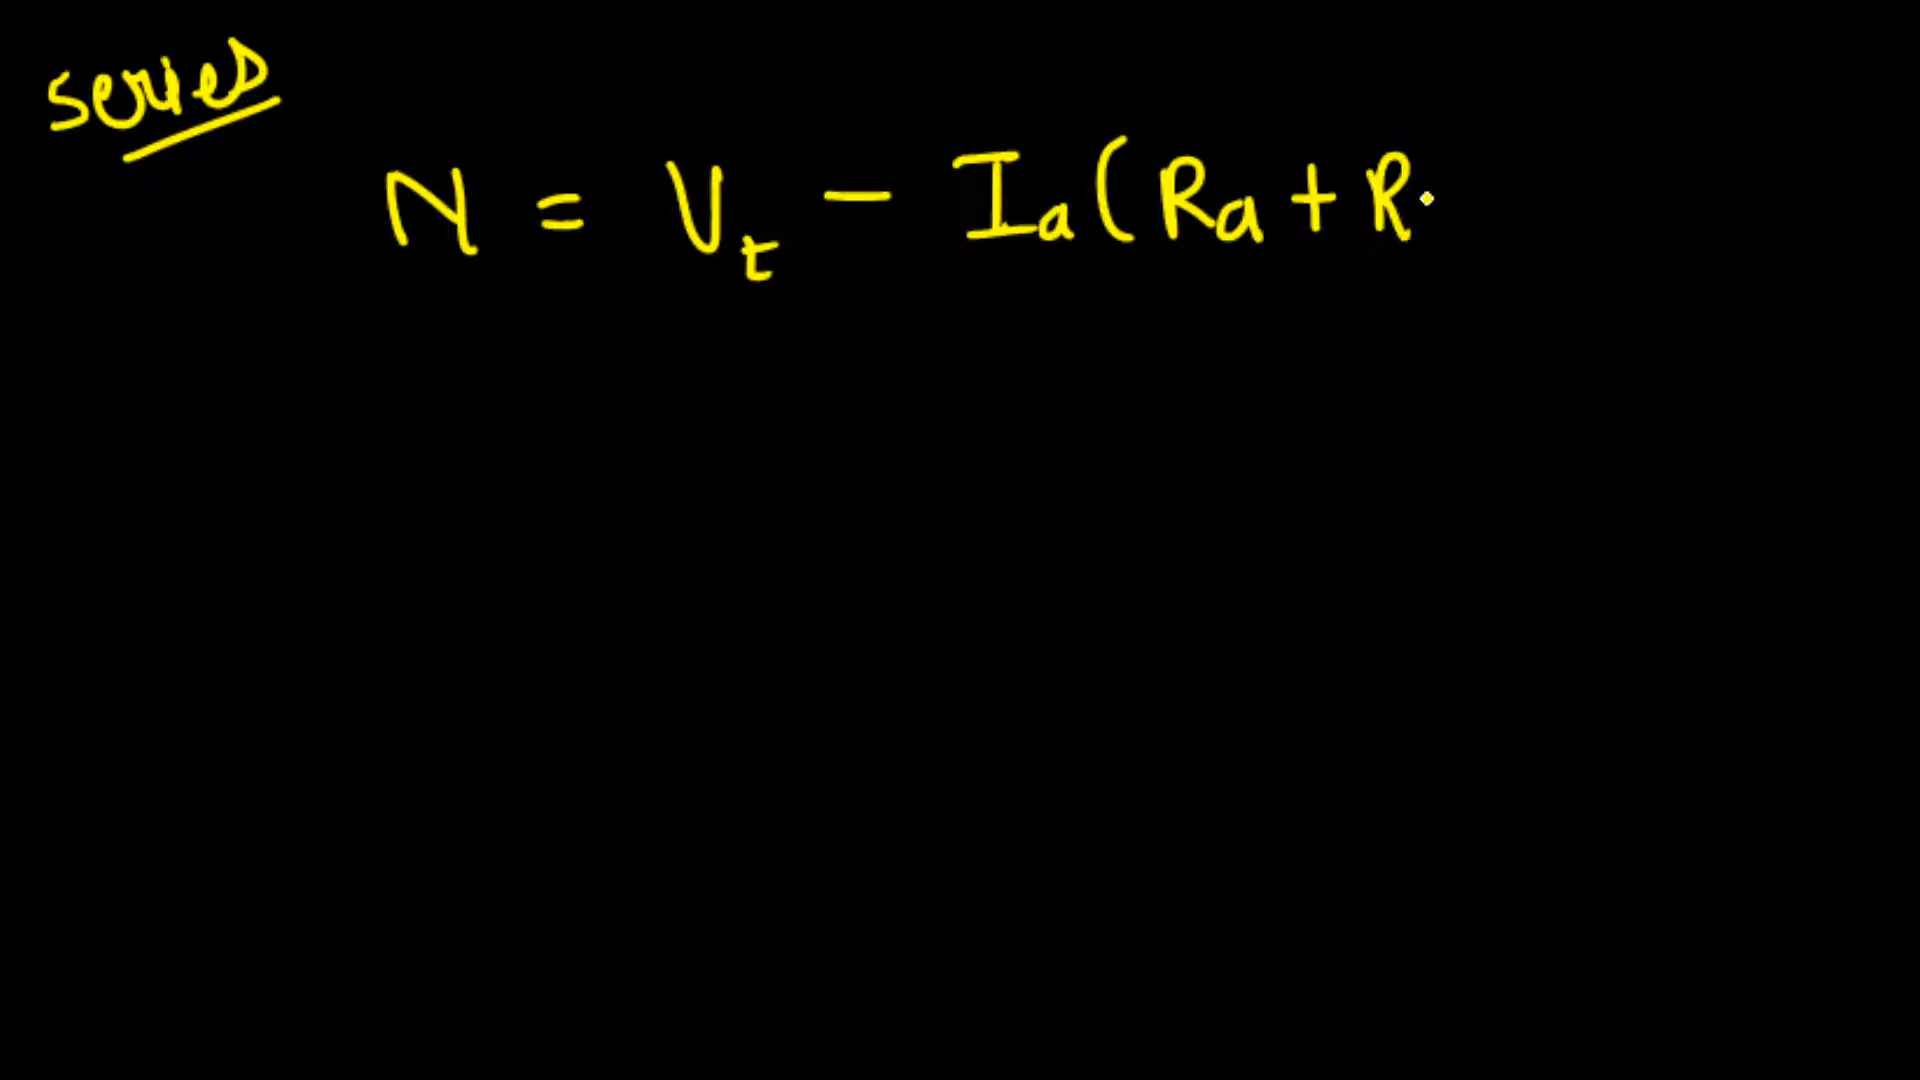 series
N = Vt - Ia (Ra + R